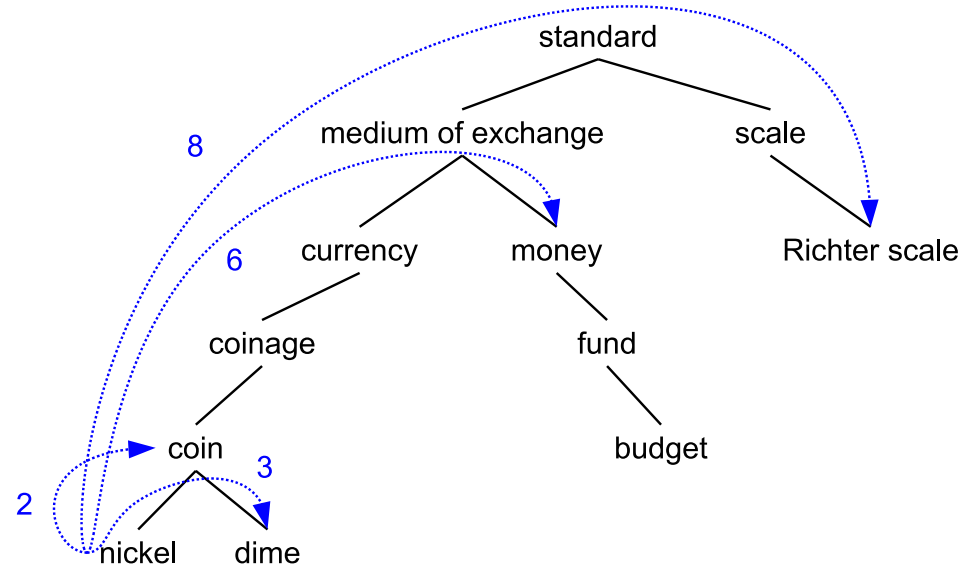 standard
8
medium of exchange
scale
6
currency
money
Richter scale
coinage
fund
coin
3
budget
2
nickel
dime